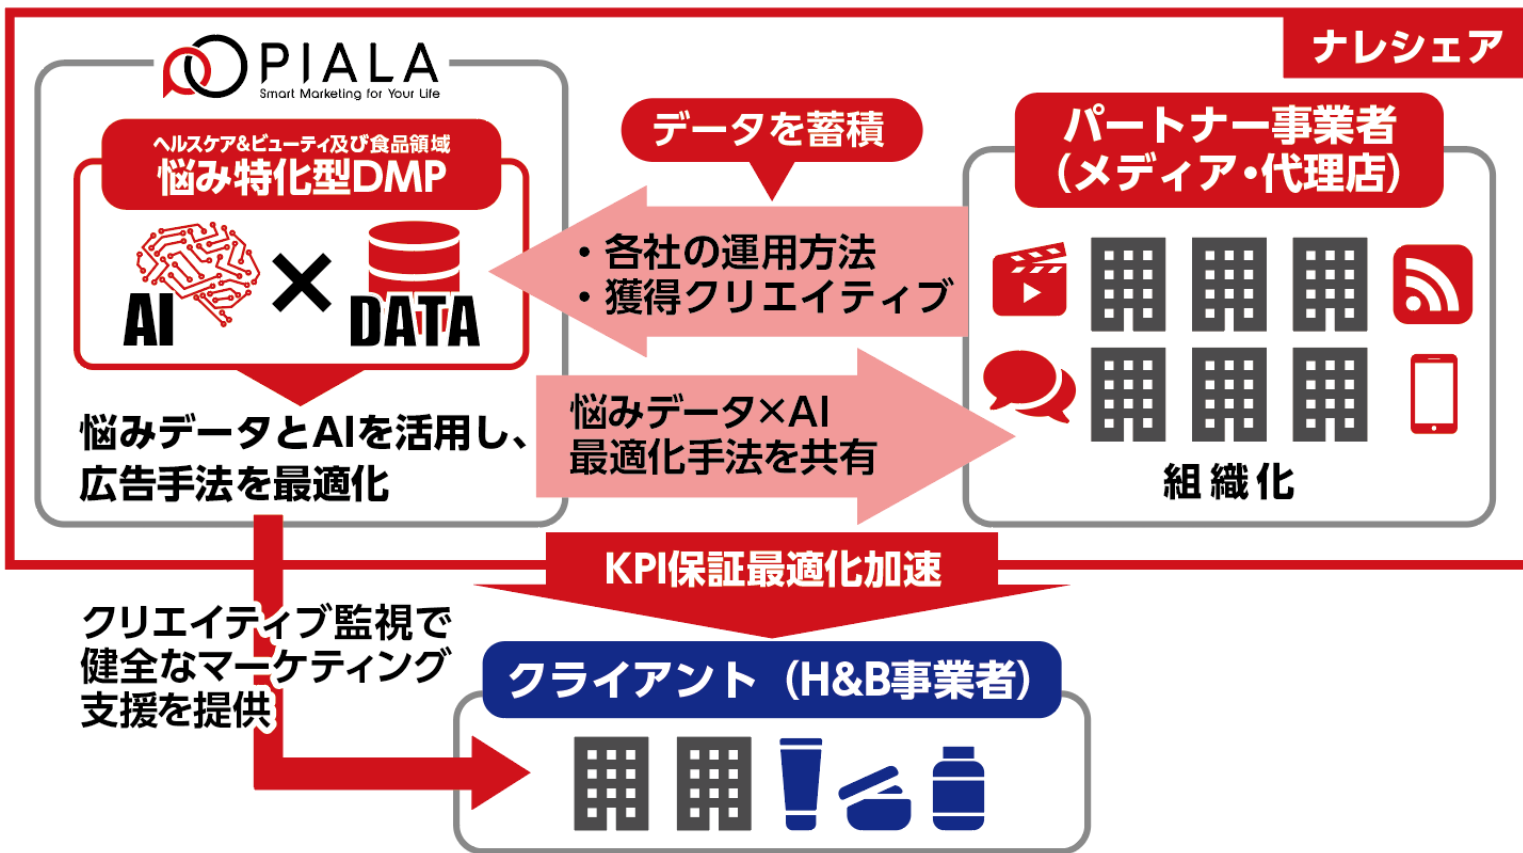 ナレシェア
PIALA
Smart Marketing for Your Life
ヘルスケア&ビューティ及び食品領域
悩み特化型DMP
AI
×
DATA
悩みデータとAIを活用し、
広告手法を最適化
データを蓄積
・各社の運用方法
・獲得クリエイティブ
悩みデータ×AI
最適化手法を共有
パートナー事業者
（メディア・代理店）
組織化
KPI保証最適化加速
クリエイティブ監視で
健全なマーケティング
支援を提供
クライアント（H&B事業者）